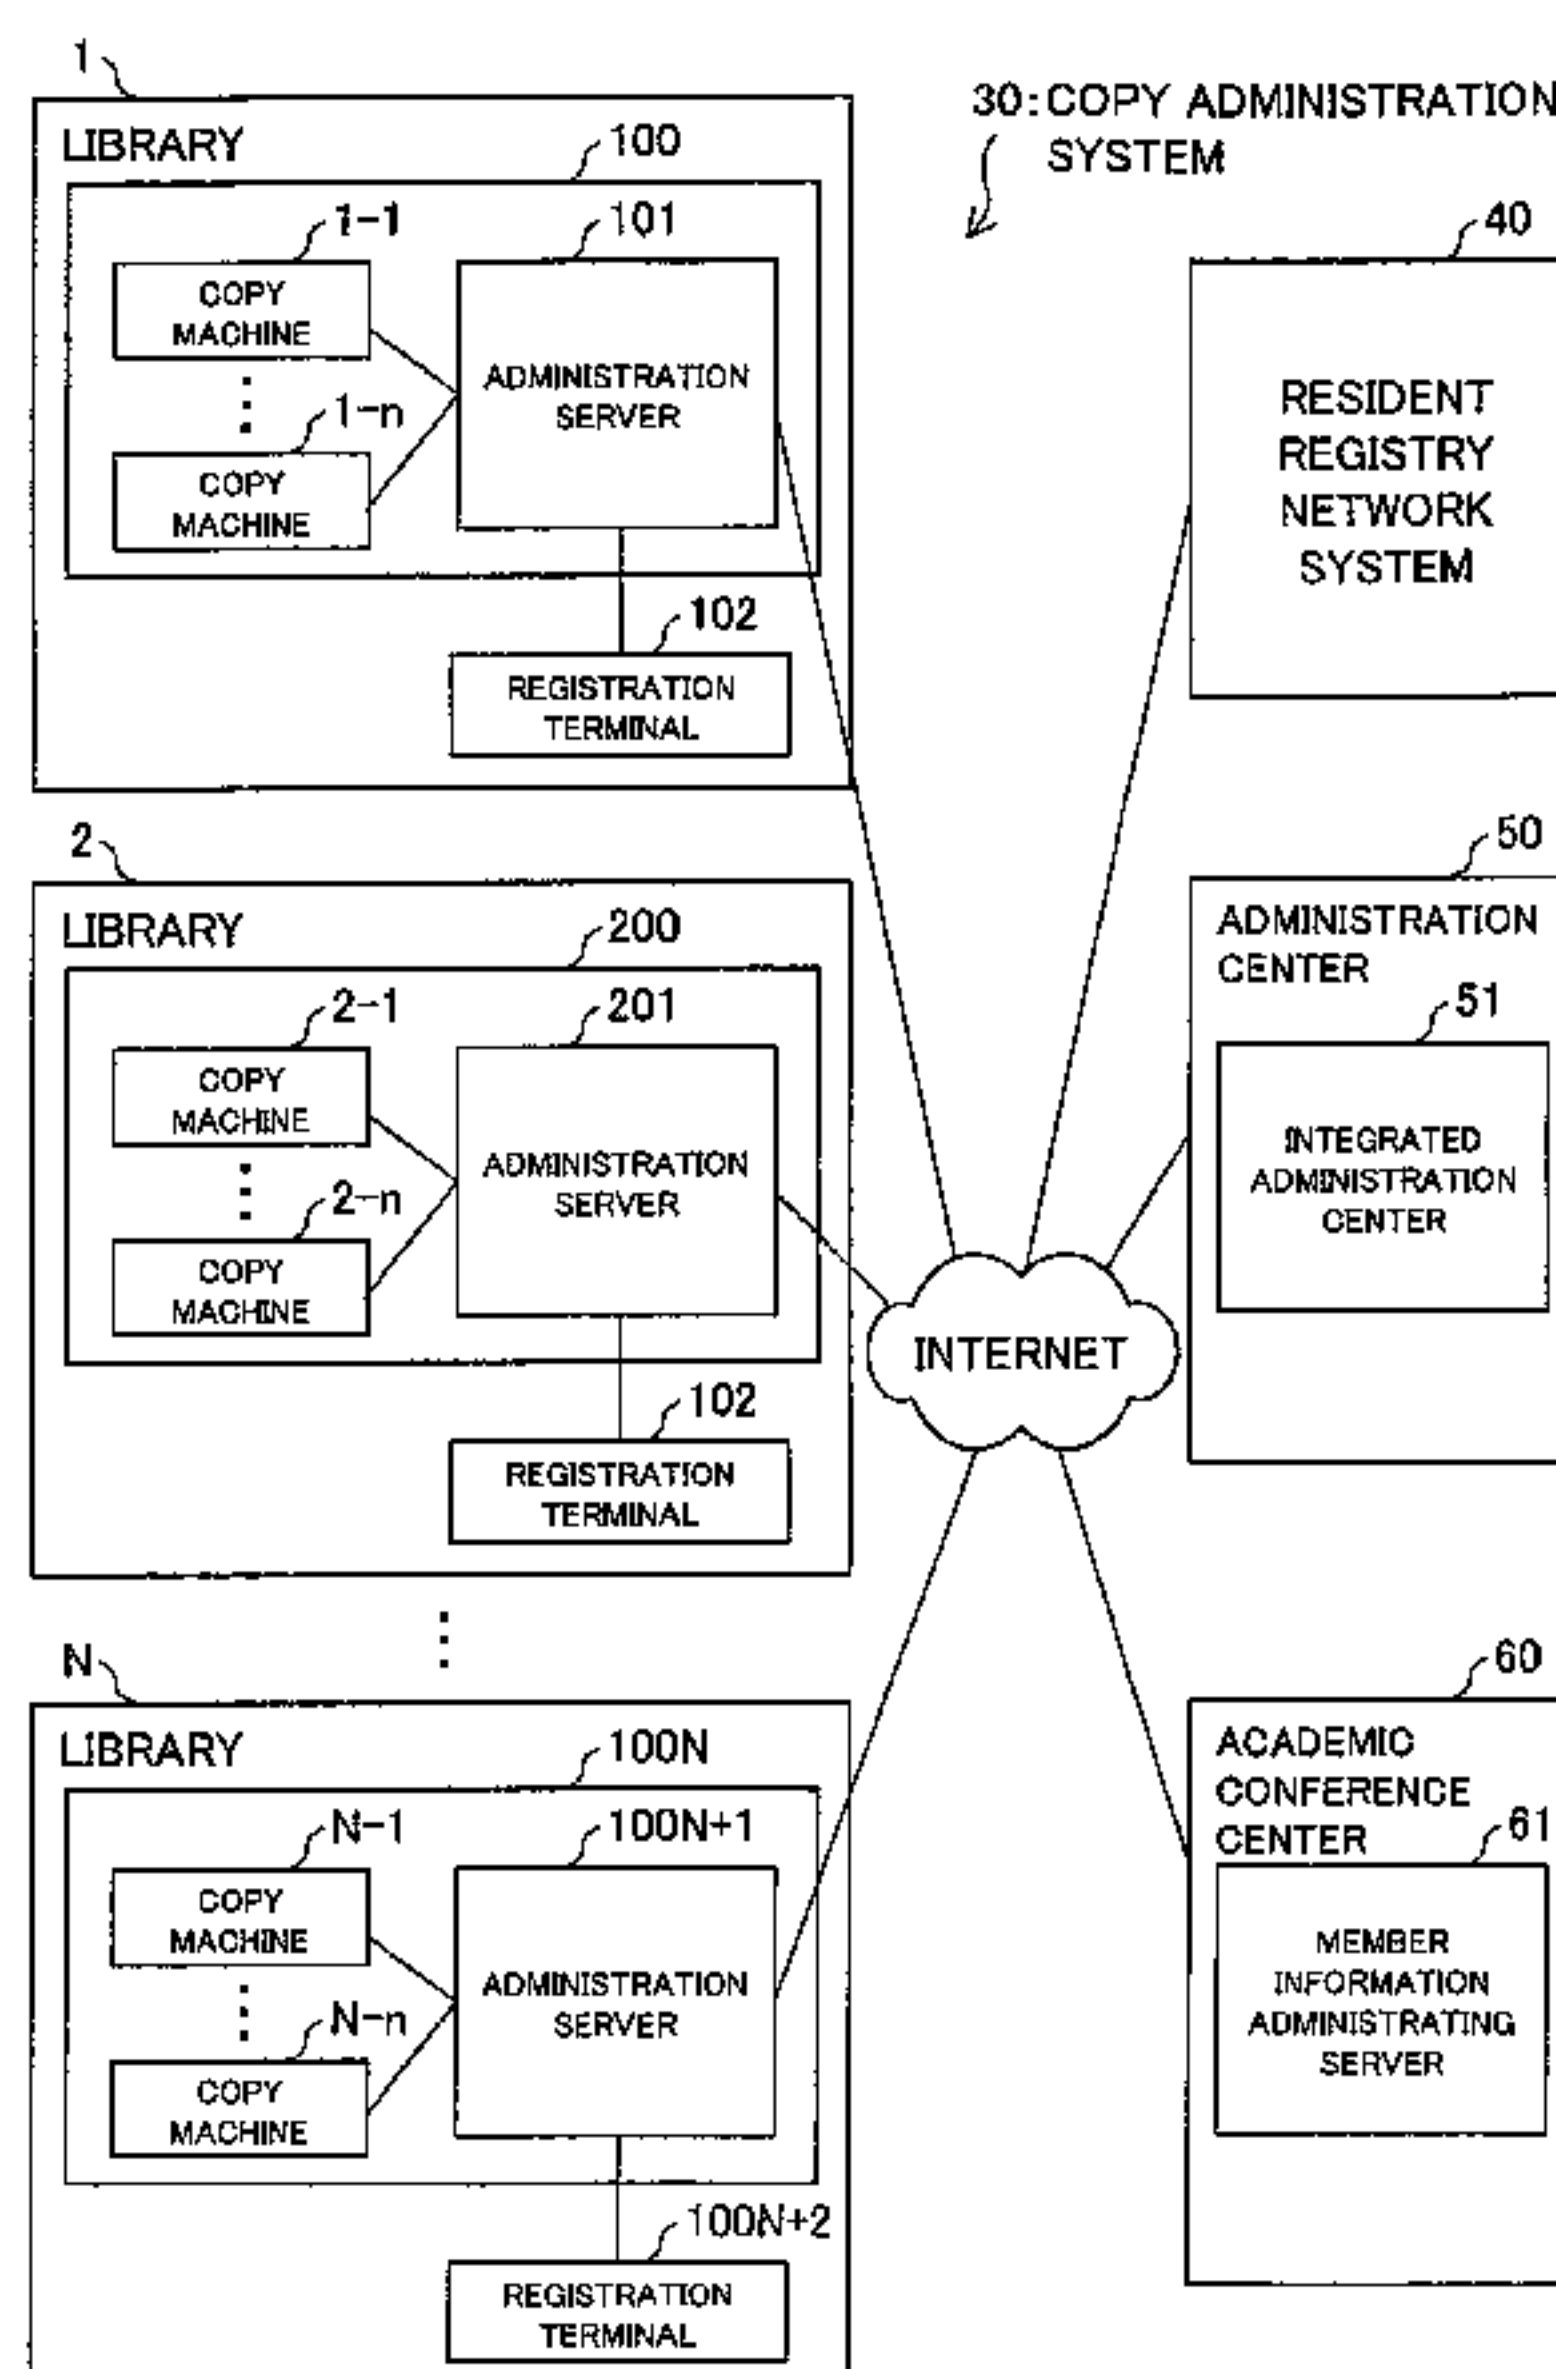 1
LIBRARY
100
1-1
101
COPY
MACHINE
1-n
COPY
MACHINE
ADMINISTRATION
SERVER
102
REGISTRATION
TERMINAL
30:COPY ADMINISTRATION
SYSTEM
40
RESIDENT
REGISTRY
NETWORK
SYSTEM
2
LIBRARY
200
2-1
201
COPY
MACHINE
2-n
COPY
MACHINE
ADMINISTRATION
SERVER
102
REGISTRATION
TERMINAL
50
ADMINISTRATION
CENTER
51
INTEGRATED
ADMINISTRATION
CENTER
INTERNET
N
LIBRARY
100N
N-1
100N+1
COPY
MACHINE
N-n
COPY
MACHINE
ADMINISTRATION
SERVER
100N+2
REGISTRATION
TERMINAL
60
ACADEMIC
CONFERENCE
CENTER
61
MEMBER
INFORMATION
ADMINISTRATING
SERVER